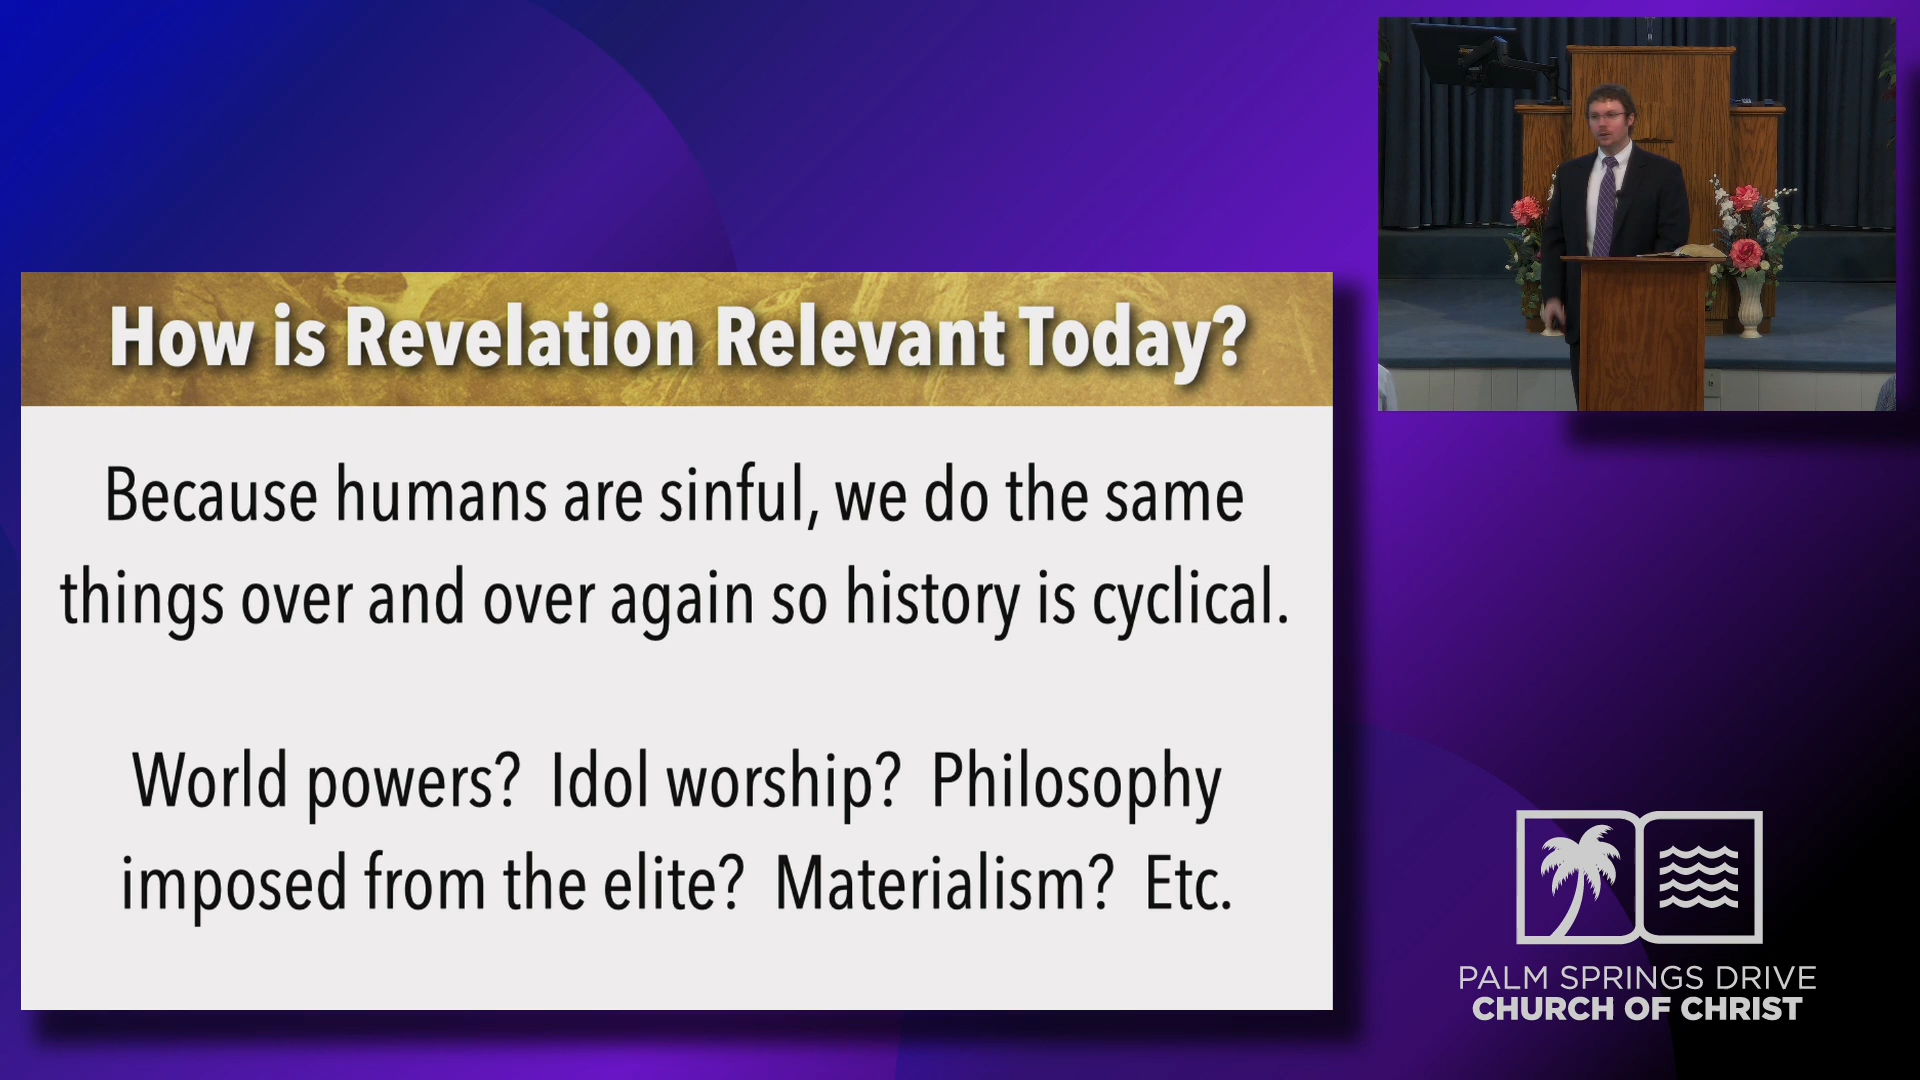 How is Revelation Relevant Today?
Because humans are sinful, we do the same
things over and over again so history is cyclical.
World powers? Idol worship? Philosophy
imposed from the elite? Materialism? Etc.
PALM SPRINGS DRIVE
CHURCH OF CHRIST